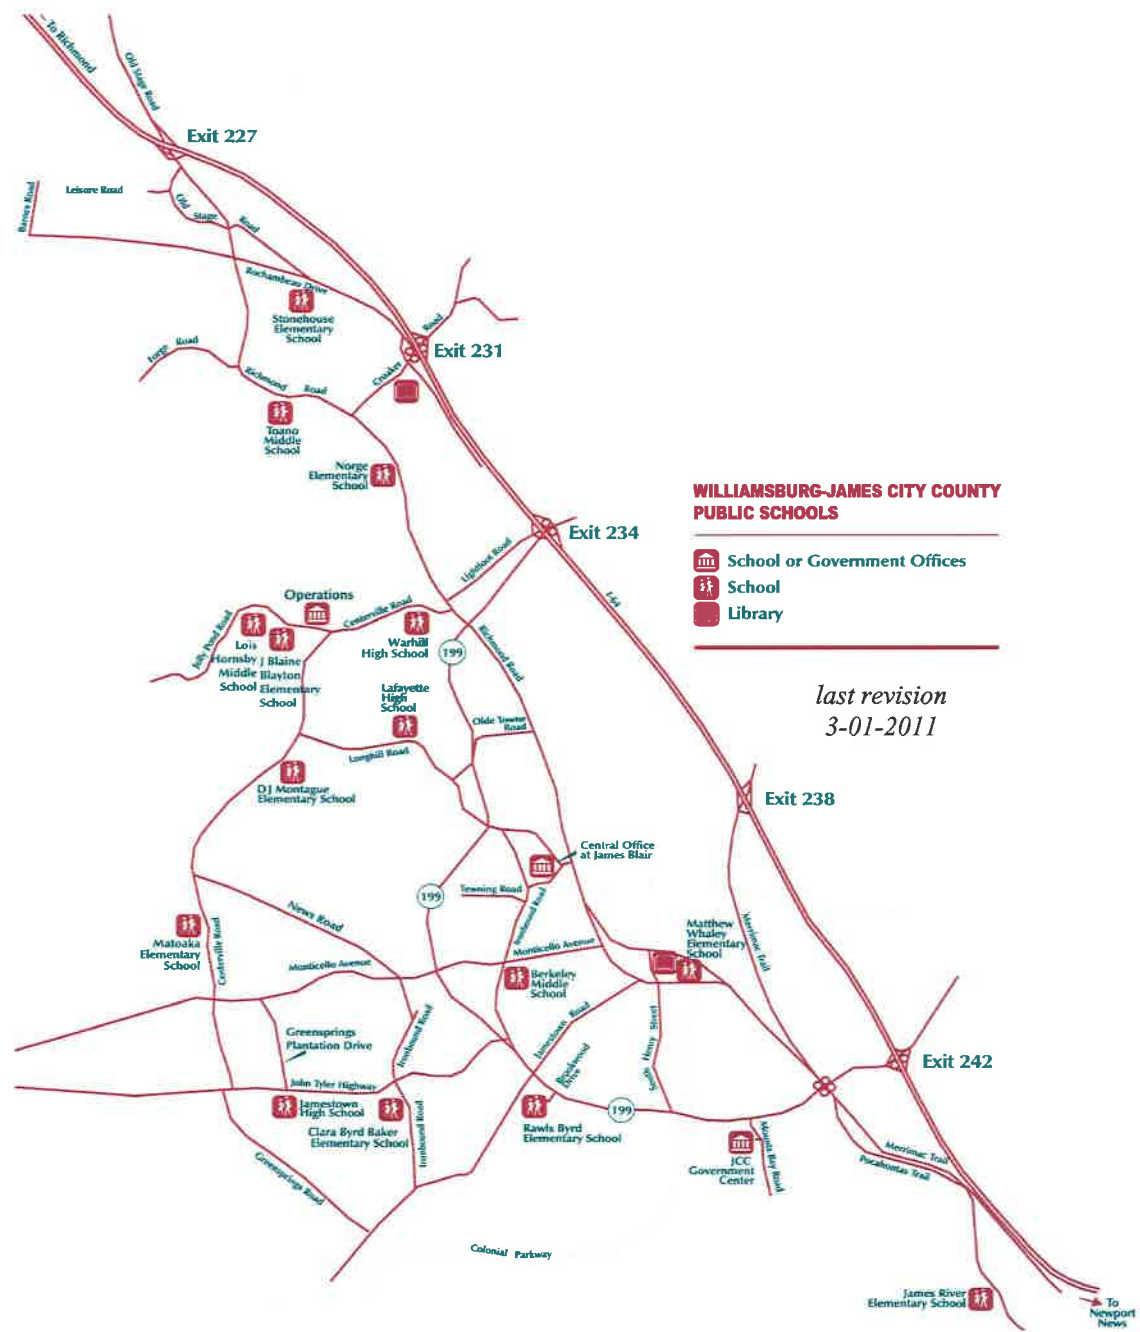 To Richmond
Old Stage Road
Exit 227
Barnes Road
Leisure Road
Old
Stage
Road
Rochambeau Drive
Stonehouse
Elementary
School
Road
Exit 231
Forge
Road
Richmond
Road
Croaker
Toano
Middle
School
Norge
Elementary
School
WILLIAMSBURG-JAMES CITY COUNTY
PUBLIC SCHOOLS
School or Government Offices
School
Library
last revision
3-01-2011
Exit 234
Lightfoot Road
I-64
Operations
Centerville Road
Jolly Pond Road
Lois
Hornsby
Middle
School
J Blaine
Blayton
Elementary
School
Warhill
High School
199
Richmond Road
Lafayette
High
School
Olde Towne
Road
Longhill Road
DJ Montague
Elementary School
Exit 238
Central Office
at James Blair
199
Towning Road
Ironbound Road
News Road
Matoaka
Elementary
School
Centerville Road
Monticello Avenue
Monticello Avenue
Matthew
Whaley
Elementary
School
Merrimac Trail
Berkeley
Middle
School
Greensprings
Plantation Drive
Ironbound Road
Jamestown
Road
South Henry Street
Brookwood
Drive
Exit 242
John Tyler Highway
Jamestown
High School
Clara Byrd Baker
Elementary School
Ironbound Road
199
Rawls Byrd
Elementary School
Greensprings Road
JCC
Government
Center
Mounts Bay Road
Merrimac Trail
Pocahontas Trail
Colonial Parkway
James River
Elementary School
To
Newport
News